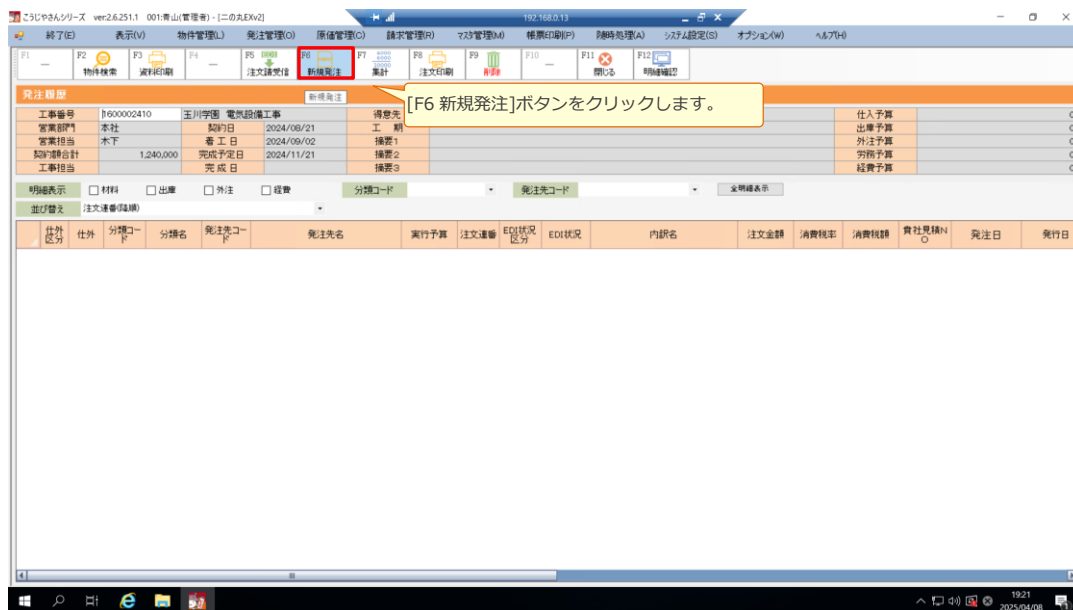 こうじやさんシリーズ ver.2.6.251.1 001:青山(管理者) - [二の丸EXv2]
192.168.0.13
終了(E) 表示(V) 物件管理(L) 発注管理(O) 原価管理(C) 請求管理(R) マスタ管理(M) 帳票印刷(P) 随時処理(A) システム設定(S) オプション(W) ヘルプ(H)
F1 F2 F3 F4 F5 F6 F7 F8 F9 F10 F11 F12
物件検索 資料印刷 注文請受信 新規発注 集計 注文印刷 削除 閉じる 明細確認
発注履歴
新規発注
[F6 新規発注]ボタンをクリックします。
工事番号 1600002410 玉川学園 電気設備工事 得意先 仕入予算 0
営業部門 本社 契約日 2024/08/21 工 期 出庫予算 0
営業担当 木下 着工日 2024/09/02 摘要1 外注予算 0
契約額合計 1,240,000 完成予定日 2024/11/21 摘要2 労務予算 0
工事担当 完成日 摘要3 経費予算 0
明細表示 材料 出庫 外注 経費 分類コード 発注先コード 全明細表示
並び替え 注文連番(降順)
仕外区分 仕外 分類コード 分類名 発注先コード 発注先名 実行予算 注文連番 EDI状況区分 EDI状況 内訳名 注文金額 消費税率 消費税額 貴社見積NO 発注日 発行日
19:21
2025/04/08